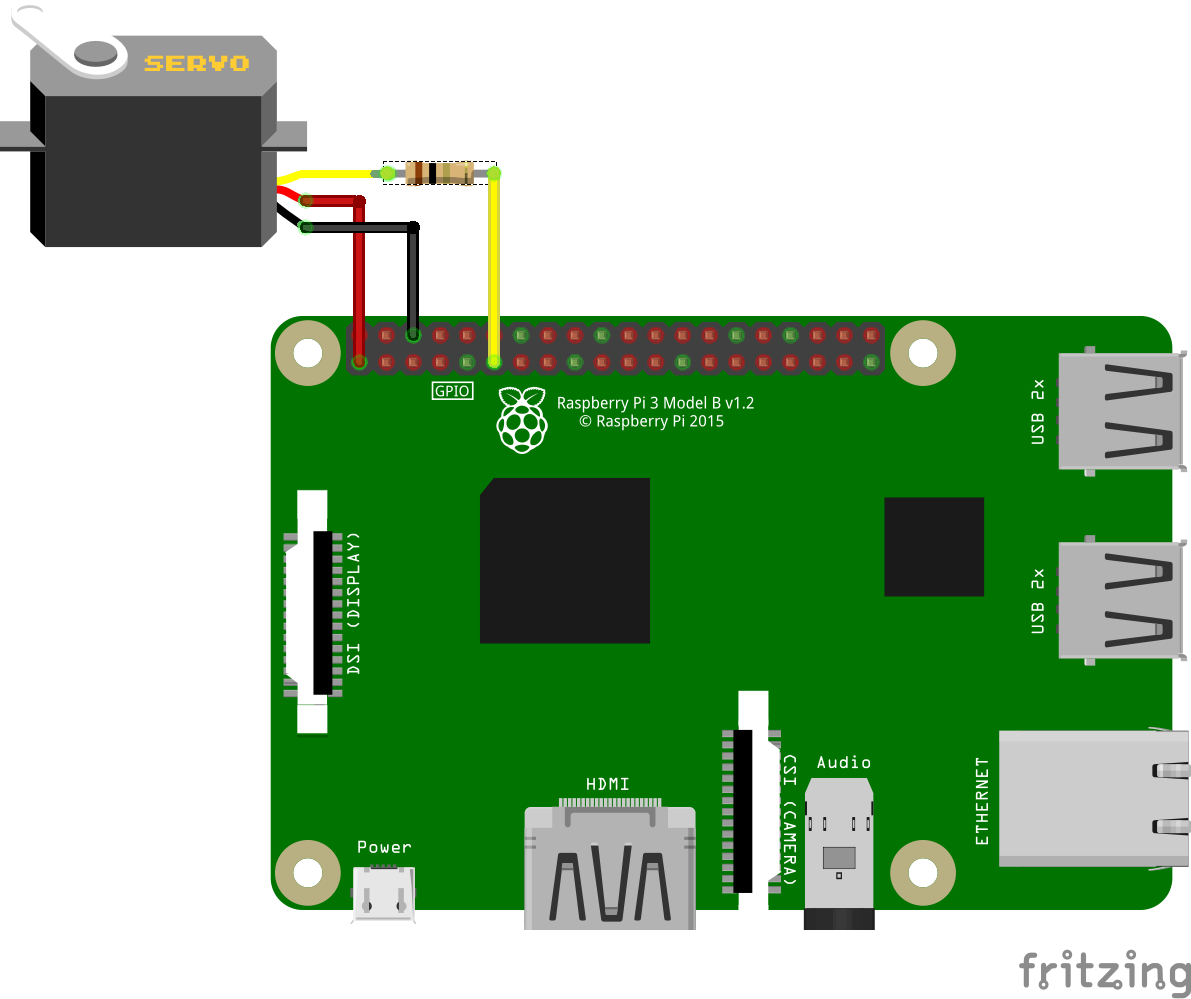 SERVO
GPIO
Raspberry Pi 3 Model B v1.2
© Raspberry Pi 2015
USB 2x
DSI (DISPLAY)
USB 2x
HDMI
CSI (CAMERA)
Audio
ETHERNET
Power
fritzing